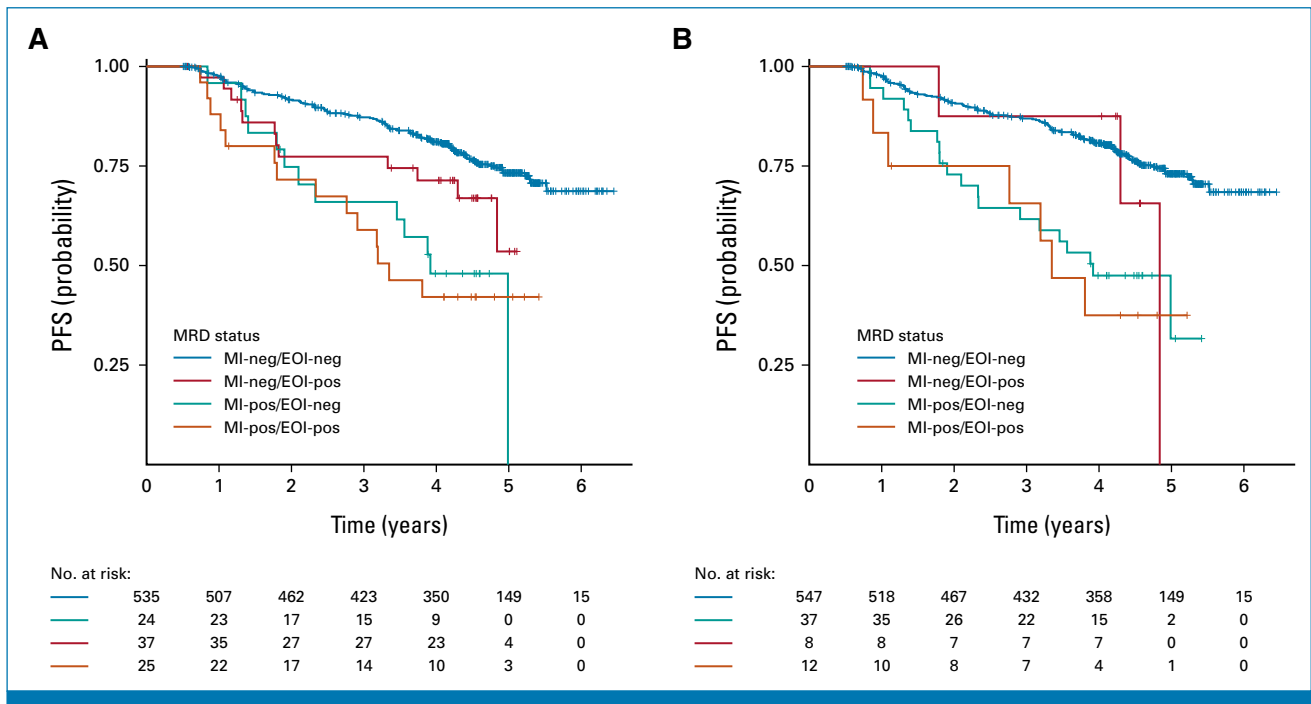 A
B
1.00
0.75
0.50
0.25
PFS (probability)
MRD status
MI-neg/EOI-neg
MI-neg/EOI-pos
MI-pos/EOI-neg
MI-pos/EOI-pos
0 1 2 3 4 5 6
Time (years)
1.00
0.75
0.50
0.25
PFS (probability)
MRD status
MI-neg/EOI-neg
MI-neg/EOI-pos
MI-pos/EOI-neg
MI-pos/EOI-pos
0 1 2 3 4 5 6
Time (years)
No. at risk:
535 507 462 423 350 149 15
24 23 17 15 9 0 0
37 35 27 27 23 4 0
25 22 17 14 10 3 0
No. at risk:
547 518 467 432 358 149 15
37 35 26 22 15 2 0
8 8 7 7 7 0 0
12 10 8 7 4 1 0